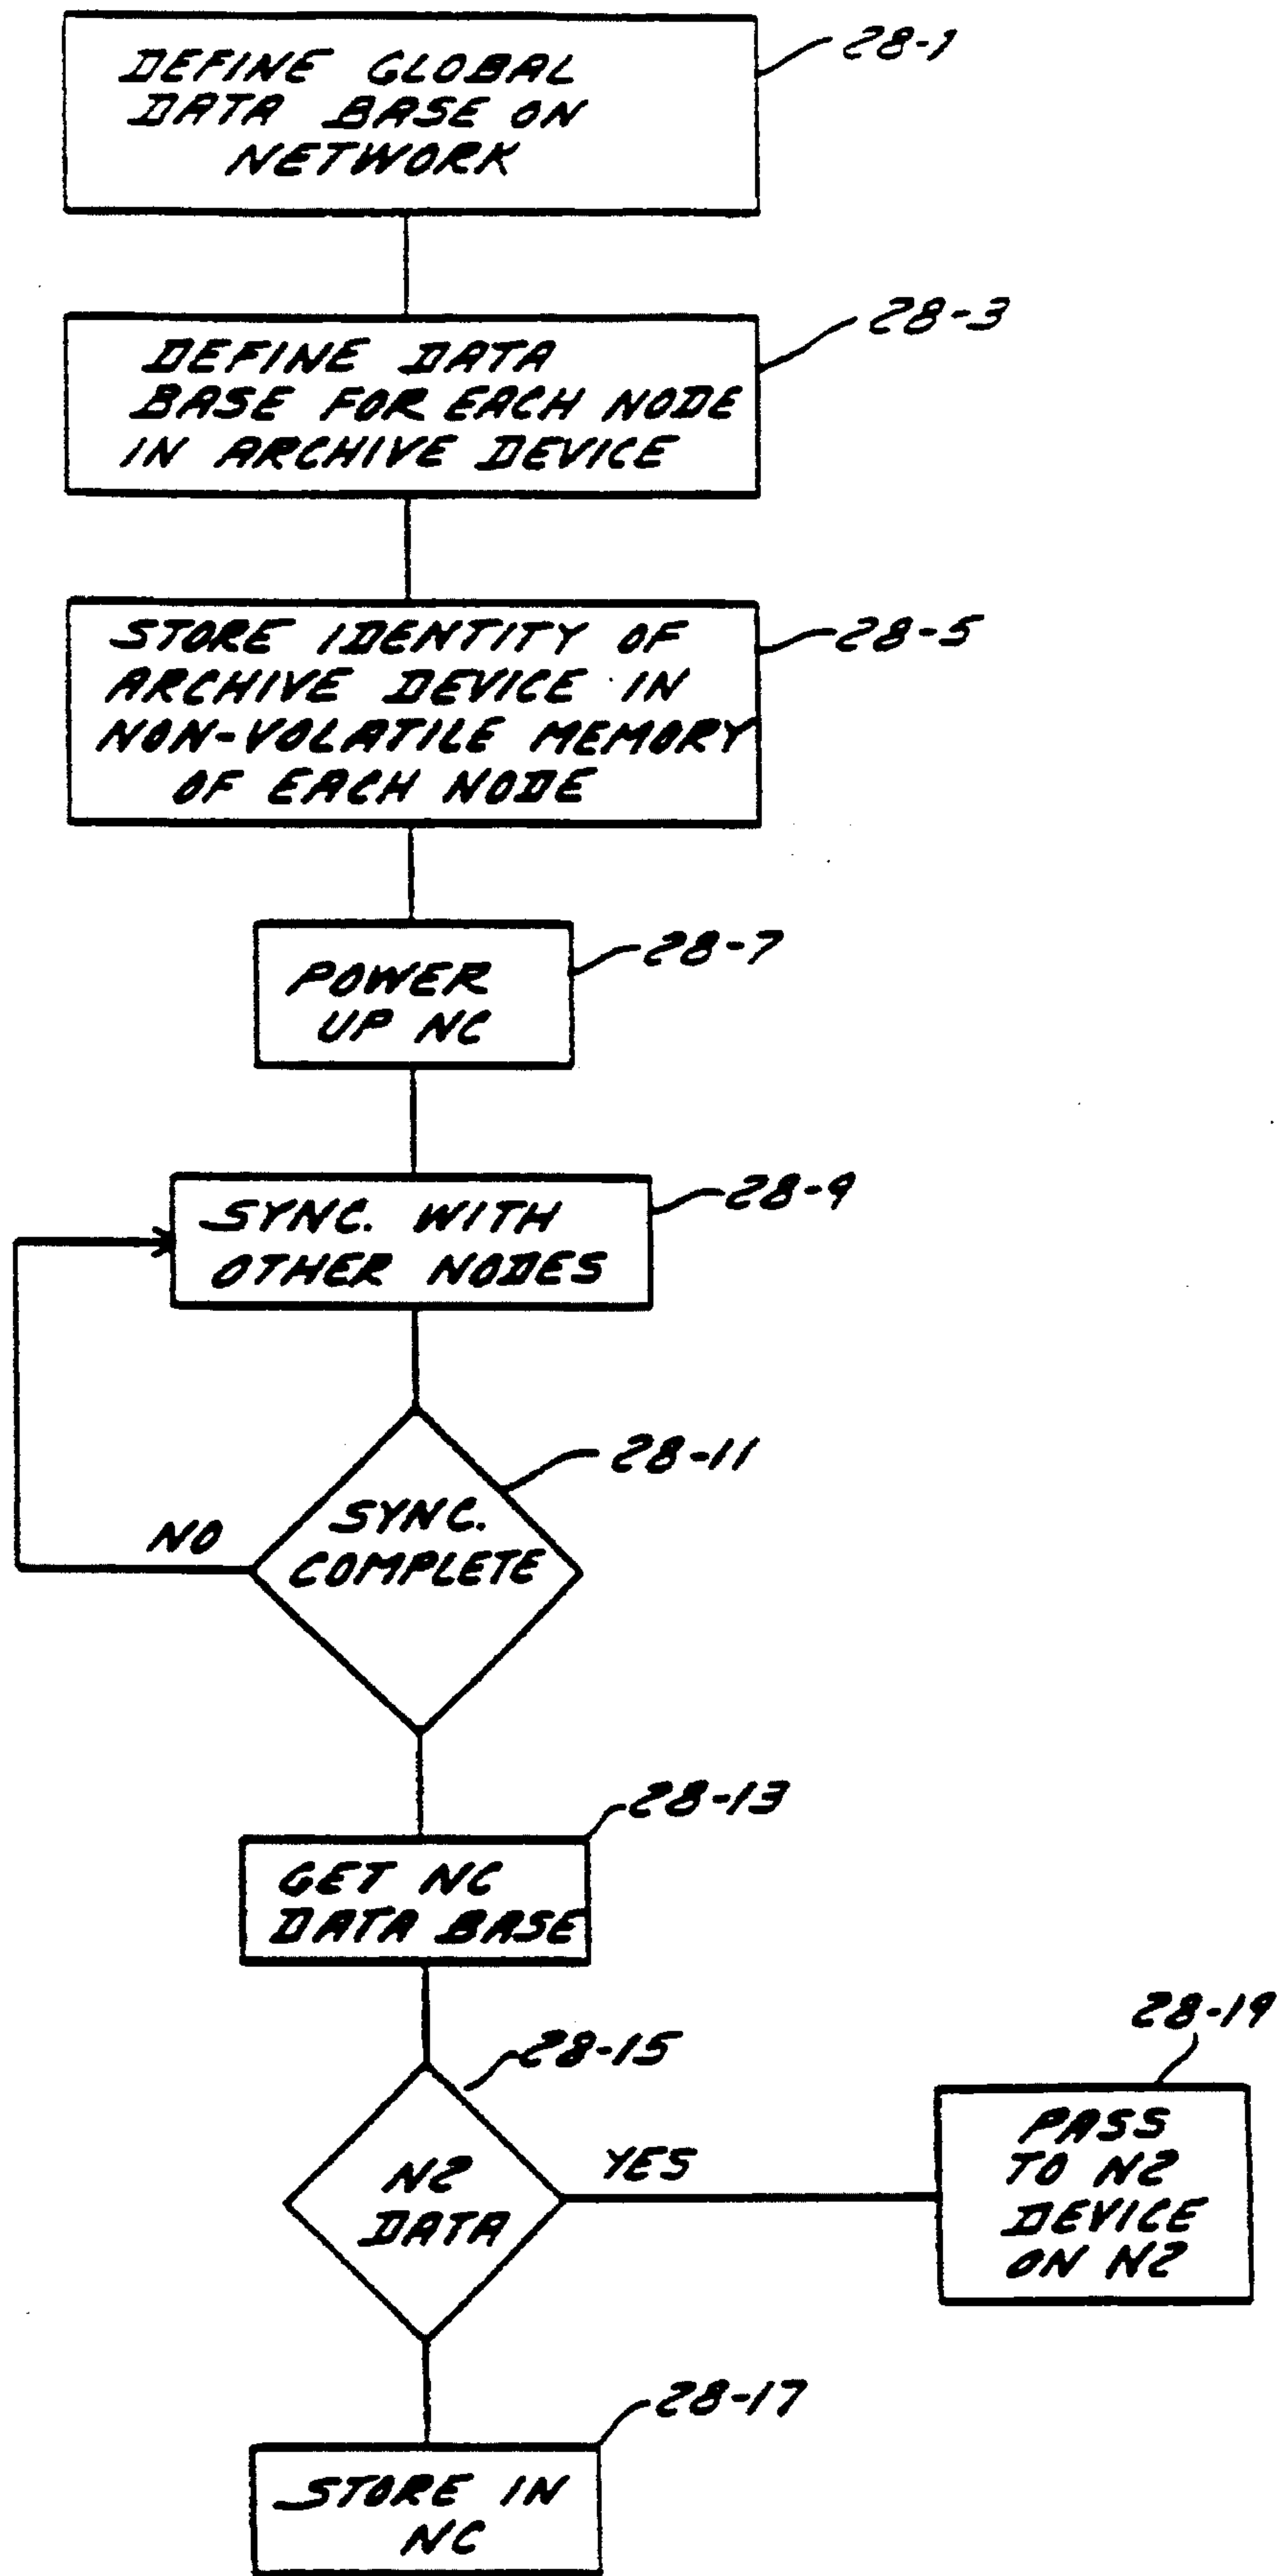 28-1
DEFINE GLOBAL
DATA BASE ON
NETWORK
28-3
DEFINE DATA
BASE FOR EACH NODE
IN ARCHIVE DEVICE
28-5
STORE IDENTITY OF
ARCHIVE DEVICE IN
NON-VOLATILE MEMORY
OF EACH NODE
28-7
POWER
UP NC
28-9
SYNC. WITH
OTHER NODES
28-11
SYNC.
COMPLETE
NO
28-13
GET NC
DATA BASE
28-15
N2
DATA
YES
28-19
PASS
TO N2
DEVICE
ON N2
28-17
STORE IN
NC